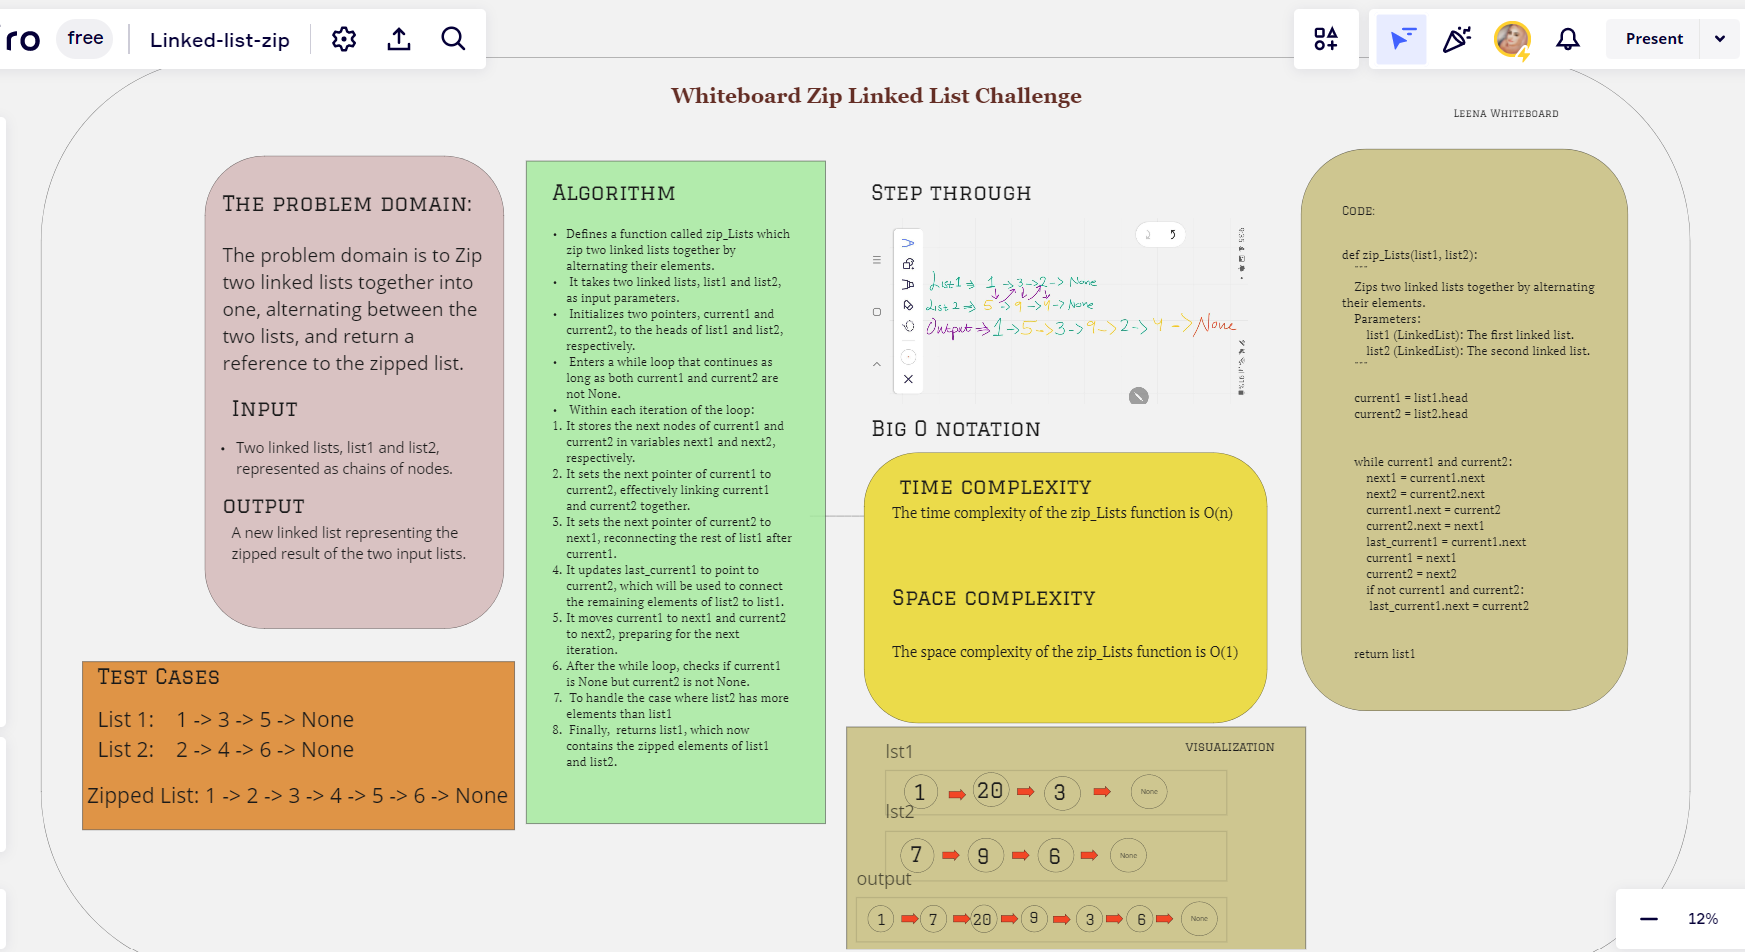 ro
free
Linked-list-zip
Present
Whiteboard Zip Linked List Challenge
Leena Whiteboard
The problem domain:
The problem domain is to Zip
two linked lists together into
one, alternating between the
two lists, and return a
reference to the zipped list.
Input
• Two linked lists, list1 and list2,
represented as chains of nodes.
output
A new linked list representing the
zipped result of the two input lists.
Test Cases
List 1: 1 -> 3 -> 5 -> None
List 2: 2 -> 4 -> 6 -> None
Zipped List: 1 -> 2 -> 3 -> 4 -> 5 -> 6 -> None
Algorithm
• Defines a function called zip_Lists which
zip two linked lists together by
alternating their elements.
• It takes two linked lists, list1 and list2,
as input parameters.
• Initializes two pointers, current1 and
current2, to the heads of list1 and list2,
respectively.
• Enters a while loop that continues as
long as both current1 and current2 are
not None.
• Within each iteration of the loop:
1. It stores the next nodes of current1 and
current2 in variables next1 and next2,
respectively.
2. It sets the next pointer of current1 to
current2, effectively linking current1
and current2 together.
3. It sets the next pointer of current2 to
next1, reconnecting the rest of list1 after
current1.
4. It updates last_current1 to point to
current2, which will be used to connect
the remaining elements of list2 to list1.
5. It moves current1 to next1 and current2
to next2, preparing for the next
iteration.
6. After the while loop, checks if current1
is None but current2 is not None.
7. To handle the case where list2 has more
elements than list1
8. Finally, returns list1, which now
contains the zipped elements of list1
and list2.
Step through
5
List1 => 1 -> 3 -> 2 -> None
List 2 => 5 -> 9 -> 4 -> None
Output => 1 -> 5 -> 3 -> 9 -> 2 -> 4 -> None
Big O notation
time complexity
The time complexity of the zip_Lists function is O(n)
Space complexity
The space complexity of the zip_Lists function is O(1)
visualization
lst1
1 20 3 None
lst2
7 9 6 None
output
1 7 20 9 3 6 None
Code:
def zip_Lists(list1, list2):
"""
Zips two linked lists together by alternating
their elements.
Parameters:
list1 (LinkedList): The first linked list.
list2 (LinkedList): The second linked list.
"""
current1 = list1.head
current2 = list2.head
while current1 and current2:
next1 = current1.next
next2 = current2.next
current1.next = current2
current2.next = next1
last_current1 = current1.next
current1 = next1
current2 = next2
if not current1 and current2:
last_current1.next = current2
return list1
12%